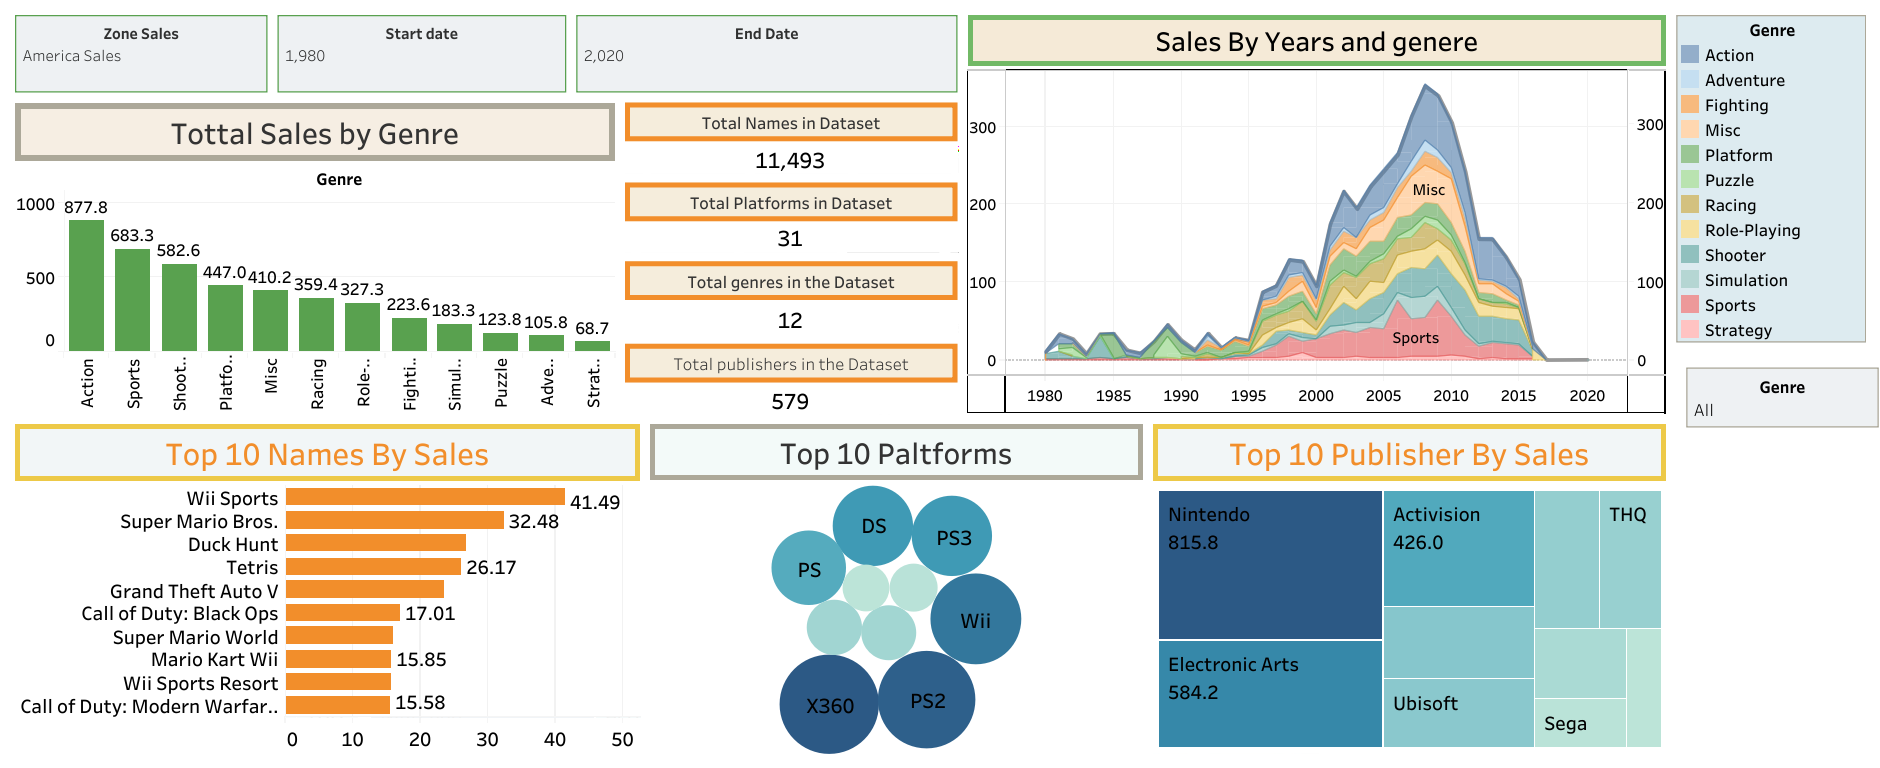 Zone Sales
America Sales
Start date
1,980
End Date
2,020
Tottal Sales by Genre
Genre
1000
500
0
877.8
683.3
582.6
447.0
410.2
359.4
327.3
223.6
183.3
123.8
105.8
68.7
Action
Sports
Shoot..
Platfo..
Misc
Racing
Role-..
Fighti..
Simul..
Puzzle
Adve..
Strat..
Total Names in Dataset
11,493
Total Platforms in Dataset
31
Total genres in the Dataset
12
Total publishers in the Dataset
579
Sales By Years and genere
300
200
100
0
Misc
Sports
300
200
100
0
1980
1985
1990
1995
2000
2005
2010
2015
2020
Genre
Action
Adventure
Fighting
Misc
Platform
Puzzle
Racing
Role-Playing
Shooter
Simulation
Sports
Strategy
Genre
All
Top 10 Names By Sales
Wii Sports
41.49
Super Mario Bros.
32.48
Duck Hunt
Tetris
26.17
Grand Theft Auto V
Call of Duty: Black Ops
17.01
Super Mario World
Mario Kart Wii
15.85
Wii Sports Resort
Call of Duty: Modern Warfar..
15.58
0
10
20
30
40
50
Top 10 Paltforms
DS
PS3
PS
Wii
X360
PS2
Top 10 Publisher By Sales
Nintendo
815.8
Electronic Arts
584.2
Activision
426.0
Ubisoft
THQ
Sega